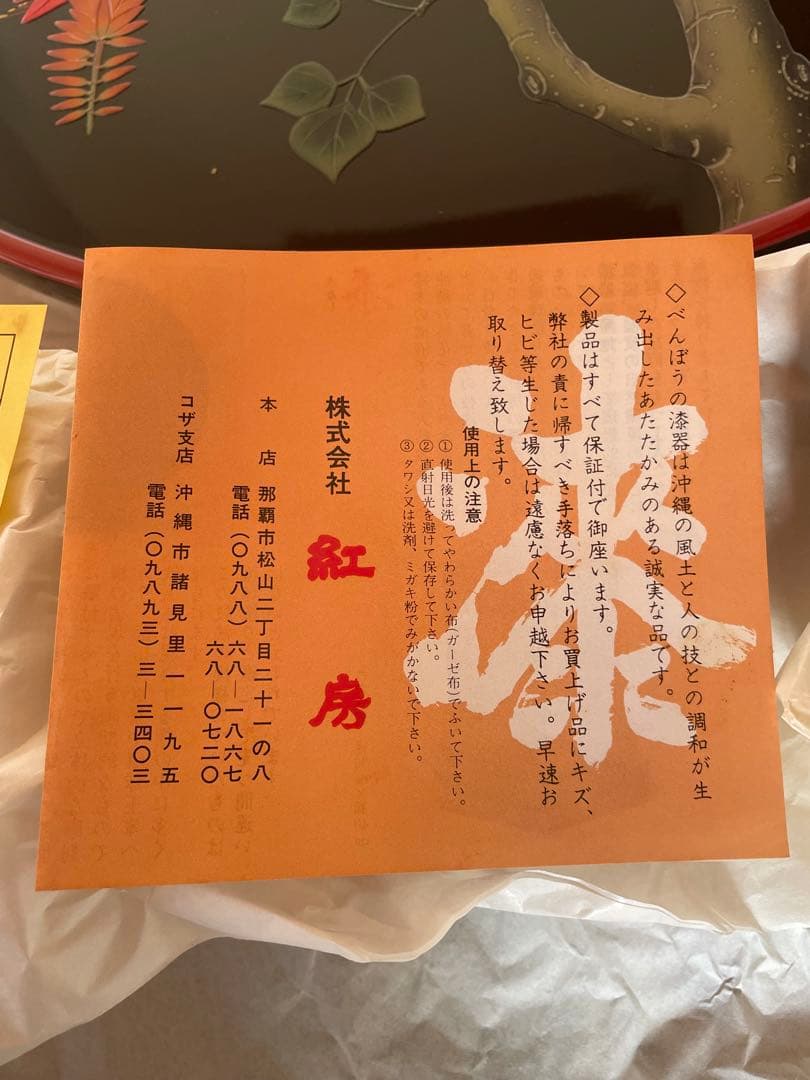 漆
◇べんぼうの漆器は沖縄の風土と人の技との調和が生
み出したあたたかみのある誠実な品です。
◇製品はすべて保証付で御座います。
弊社の責に帰すべき手落ちによりお買上げ品にキズ、
ヒビ等生じた場合は遠慮なくお申越下さい。早速お
取り替え致します。
使用上の注意
① 使用後は洗ってやわらかい布(ガーゼ布)でふいて下さい。
② 直射日光を避けて保存して下さい。
③ タワシ又は洗剤、ミガキ粉でみがかないで下さい。
株式会社 紅房
本店 那覇市松山二丁目二十一の八
電話(〇九八八)六八―一八六七
六八―〇七二〇
コザ支店 沖縄市諸見里一一九五
電話(〇九八九三)三―三四〇三